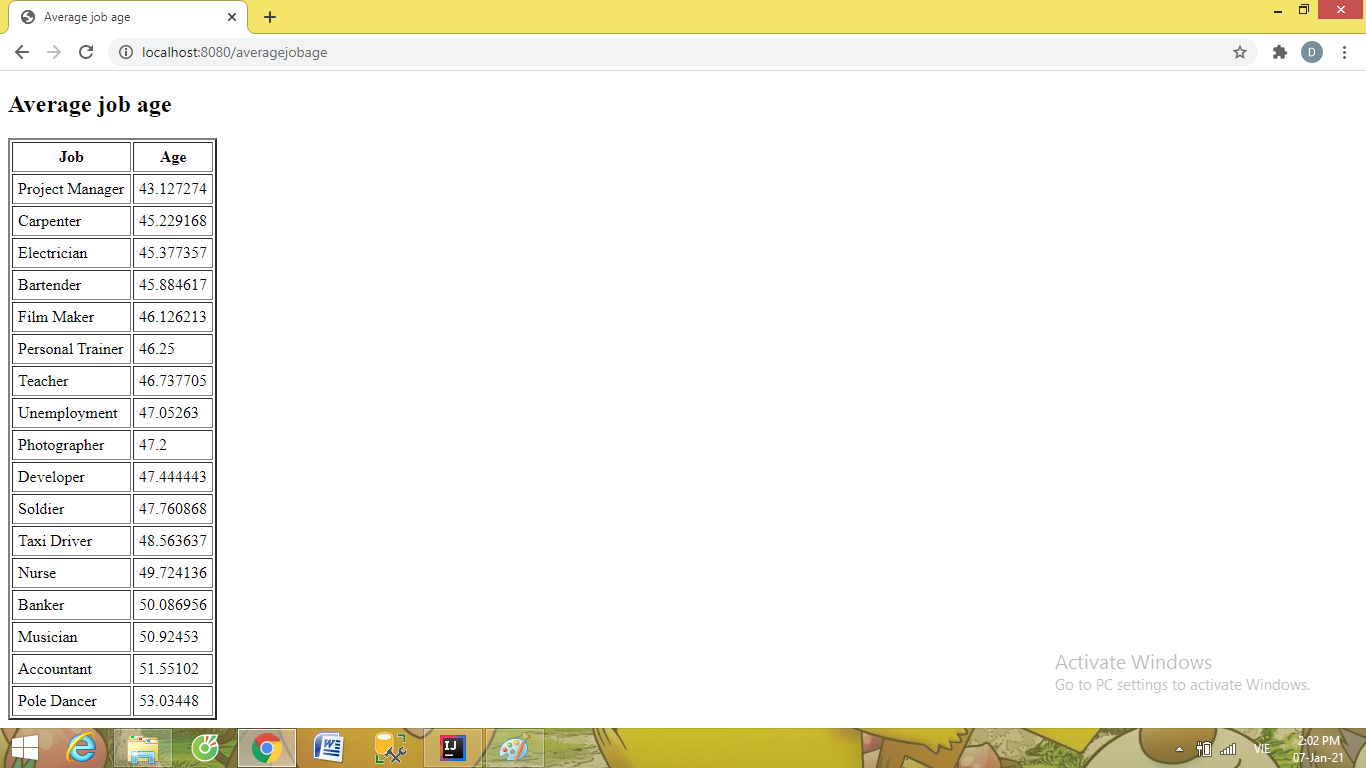 Average job age
localhost:8080/averagejobage
D
Average job age
Job Age
Project Manager 43.127274
Carpenter 45.229168
Electrician 45.377357
Bartender 45.884617
Film Maker 46.126213
Personal Trainer 46.25
Teacher 46.737705
Unemployment 47.05263
Photographer 47.2
Developer 47.444443
Soldier 47.760868
Taxi Driver 48.563637
Nurse 49.724136
Banker 50.086956
Musician 50.92453
Accountant 51.55102
Pole Dancer 53.03448
Activate Windows
Go to PC settings to activate Windows.
IJ
VIE
2:02 PM
07-Jan-21